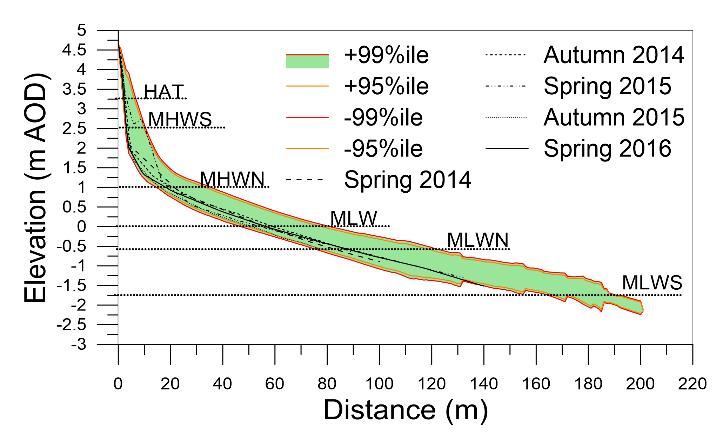 5
4.5
4
3.5
3
2.5
2
1.5
1
0.5
0
-0.5
-1
-1.5
-2
-2.5
-3
Elevation (m AOD)
+99%ile
+95%ile
-99%ile
-95%ile
Spring 2014
Autumn 2014
Spring 2015
Autumn 2015
Spring 2016
HAT
MHWS
MHWN
MLW
MLWN
MLWS
0 20 40 60 80 100 120 140 160 180 200 220
Distance (m)